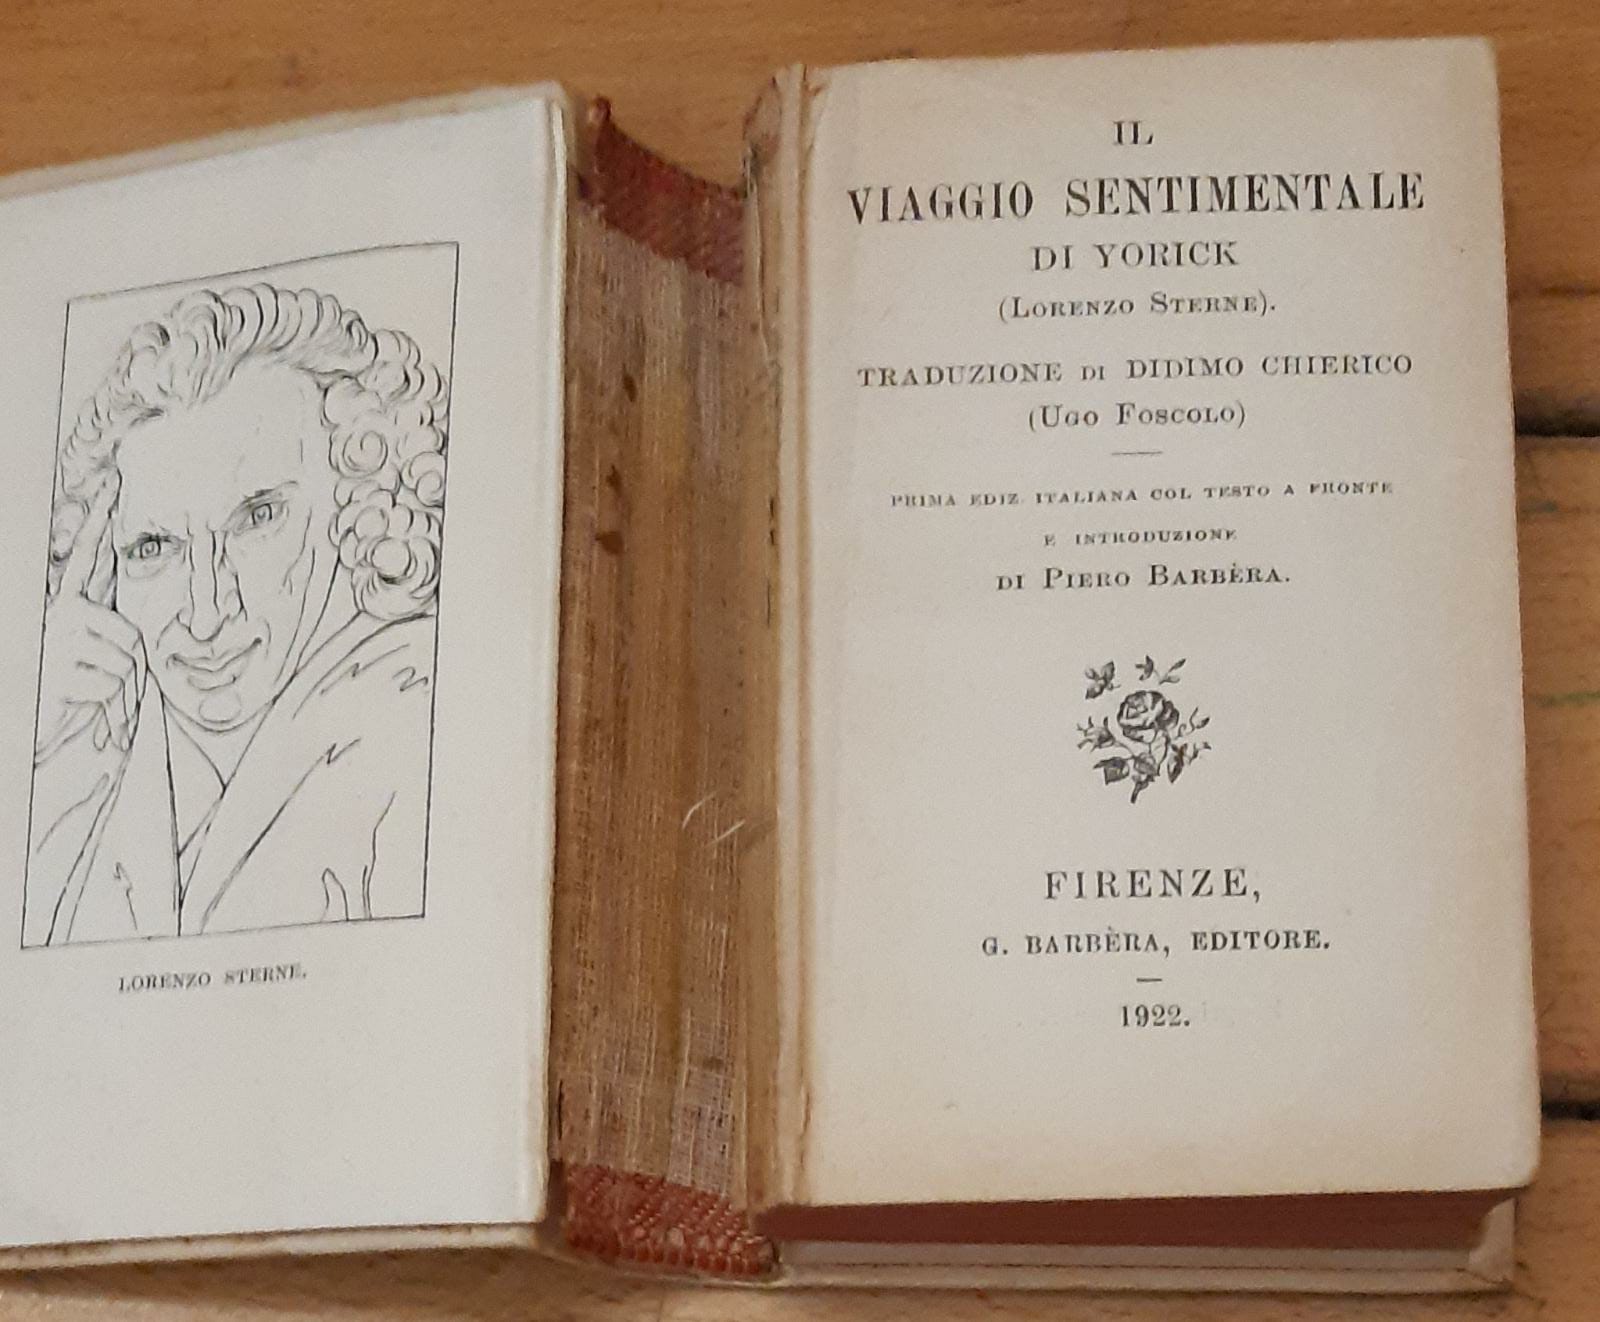 LORENZO STERNE.
IL
VIAGGIO SENTIMENTALE
DI YORICK
(LORENZO STERNE).
TRADUZIONE DI DIDIMO CHIERICO
(UGO FOSCOLO)
PRIMA EDIZ. ITALIANA COL TESTO A FRONTE
E INTRODUZIONE
DI PIERO BARBÈRA.
FIRENZE,
G. BARBÈRA, EDITORE.
1922.